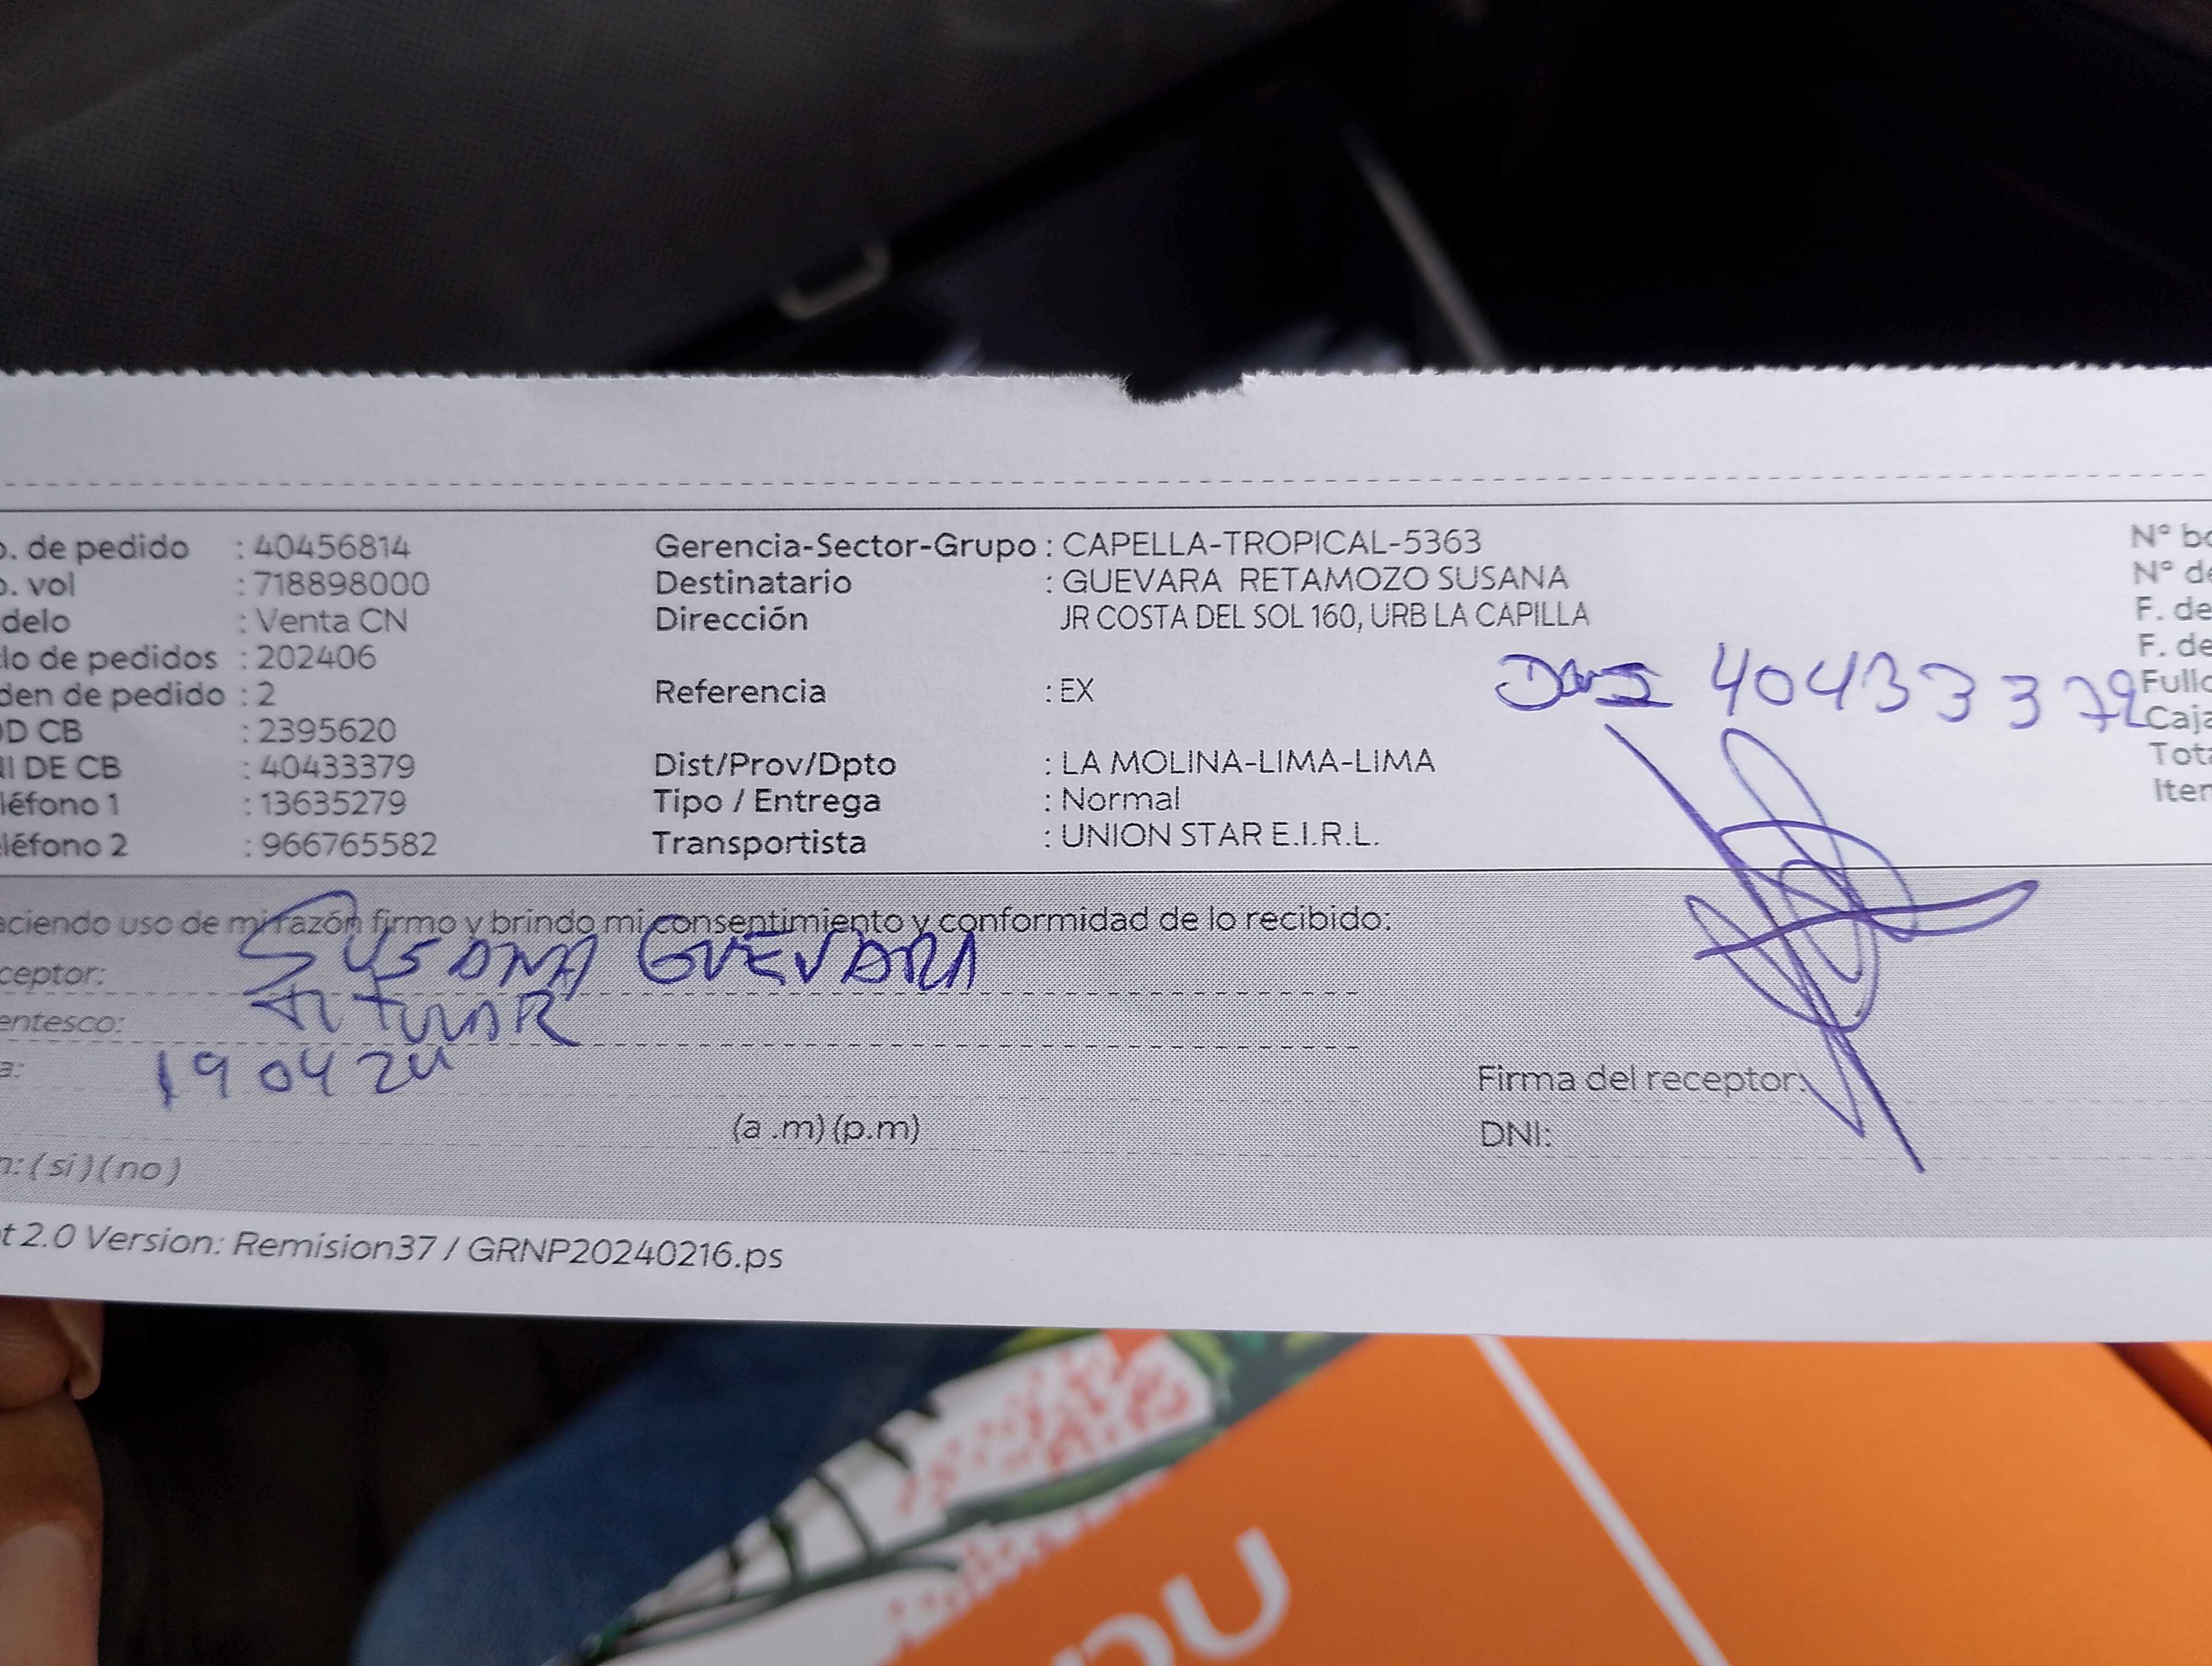 o. de pedido : 40456814 Gerencia-Sector-Grupo : CAPELLA-TROPICAL-5363 N° bo
o. vol : 718898000 Destinatario : GUEVARA RETAMOZO SUSANA N° de
delo : Venta CN Dirección JR COSTA DEL SOL 160, URB LA CAPILLA F. de
lo de pedidos : 202406 F. de
den de pedido : 2 Referencia : EX 40433379 Fullc
OD CB : 2395620 Caja
NI DE CB : 40433379 Dist/Prov/Dpto : LA MOLINA-LIMA-LIMA Tota
léfono 1 : 13635279 Tipo / Entrega : Normal Iter
eléfono 2 : 966765582 Transportista : UNION STAR E.I.R.L.
aciendo uso de mi razón firmo y brindo mi consentimiento y conformidad de lo recibido:
ceptor: SUSANA GUEVARA
entesco: TITULAR
a: 190424 Firma del receptor:
(a .m) (p.m) DNI:
n: ( si ) ( no )
t 2.0 Version: Remision37 / GRNP20240216.ps